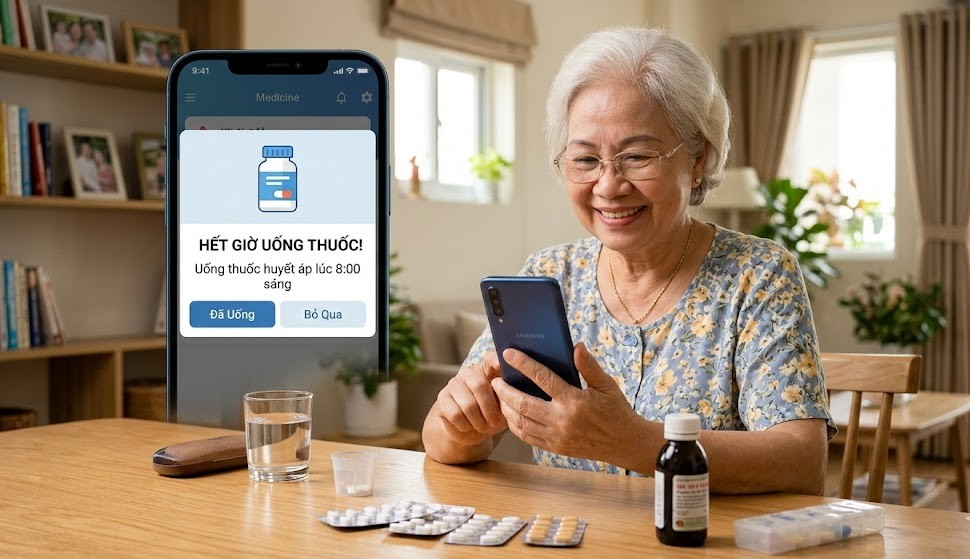 9:41
Medicine
HẾT GIỜ UỐNG THUỐC!
Uống thuốc huyết áp lúc 8:00
sáng
Đã Uống
Bỏ Qua
SAMSUNG